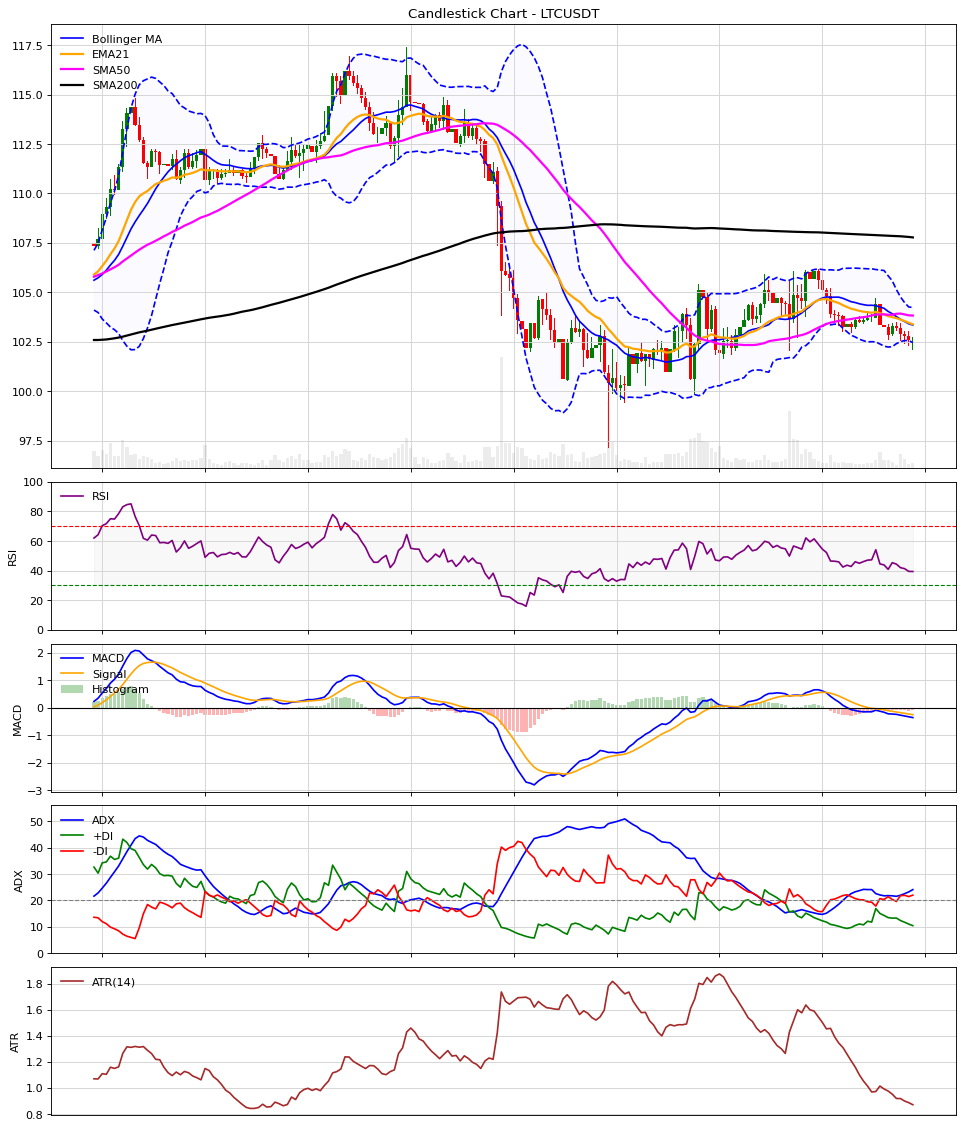 Candlestick Chart - LTCUSDT
Bollinger MA
EMA21
SMA50
SMA200
117.5
115.0
112.5
110.0
107.5
105.0
102.5
100.0
97.5
RSI
RSI
100
80
60
40
20
0
MACD
Signal
Histogram
MACD
2
1
0
−1
−2
−3
ADX
+DI
-DI
ADX
50
40
30
20
10
0
ATR(14)
ATR
1.8
1.6
1.4
1.2
1.0
0.8